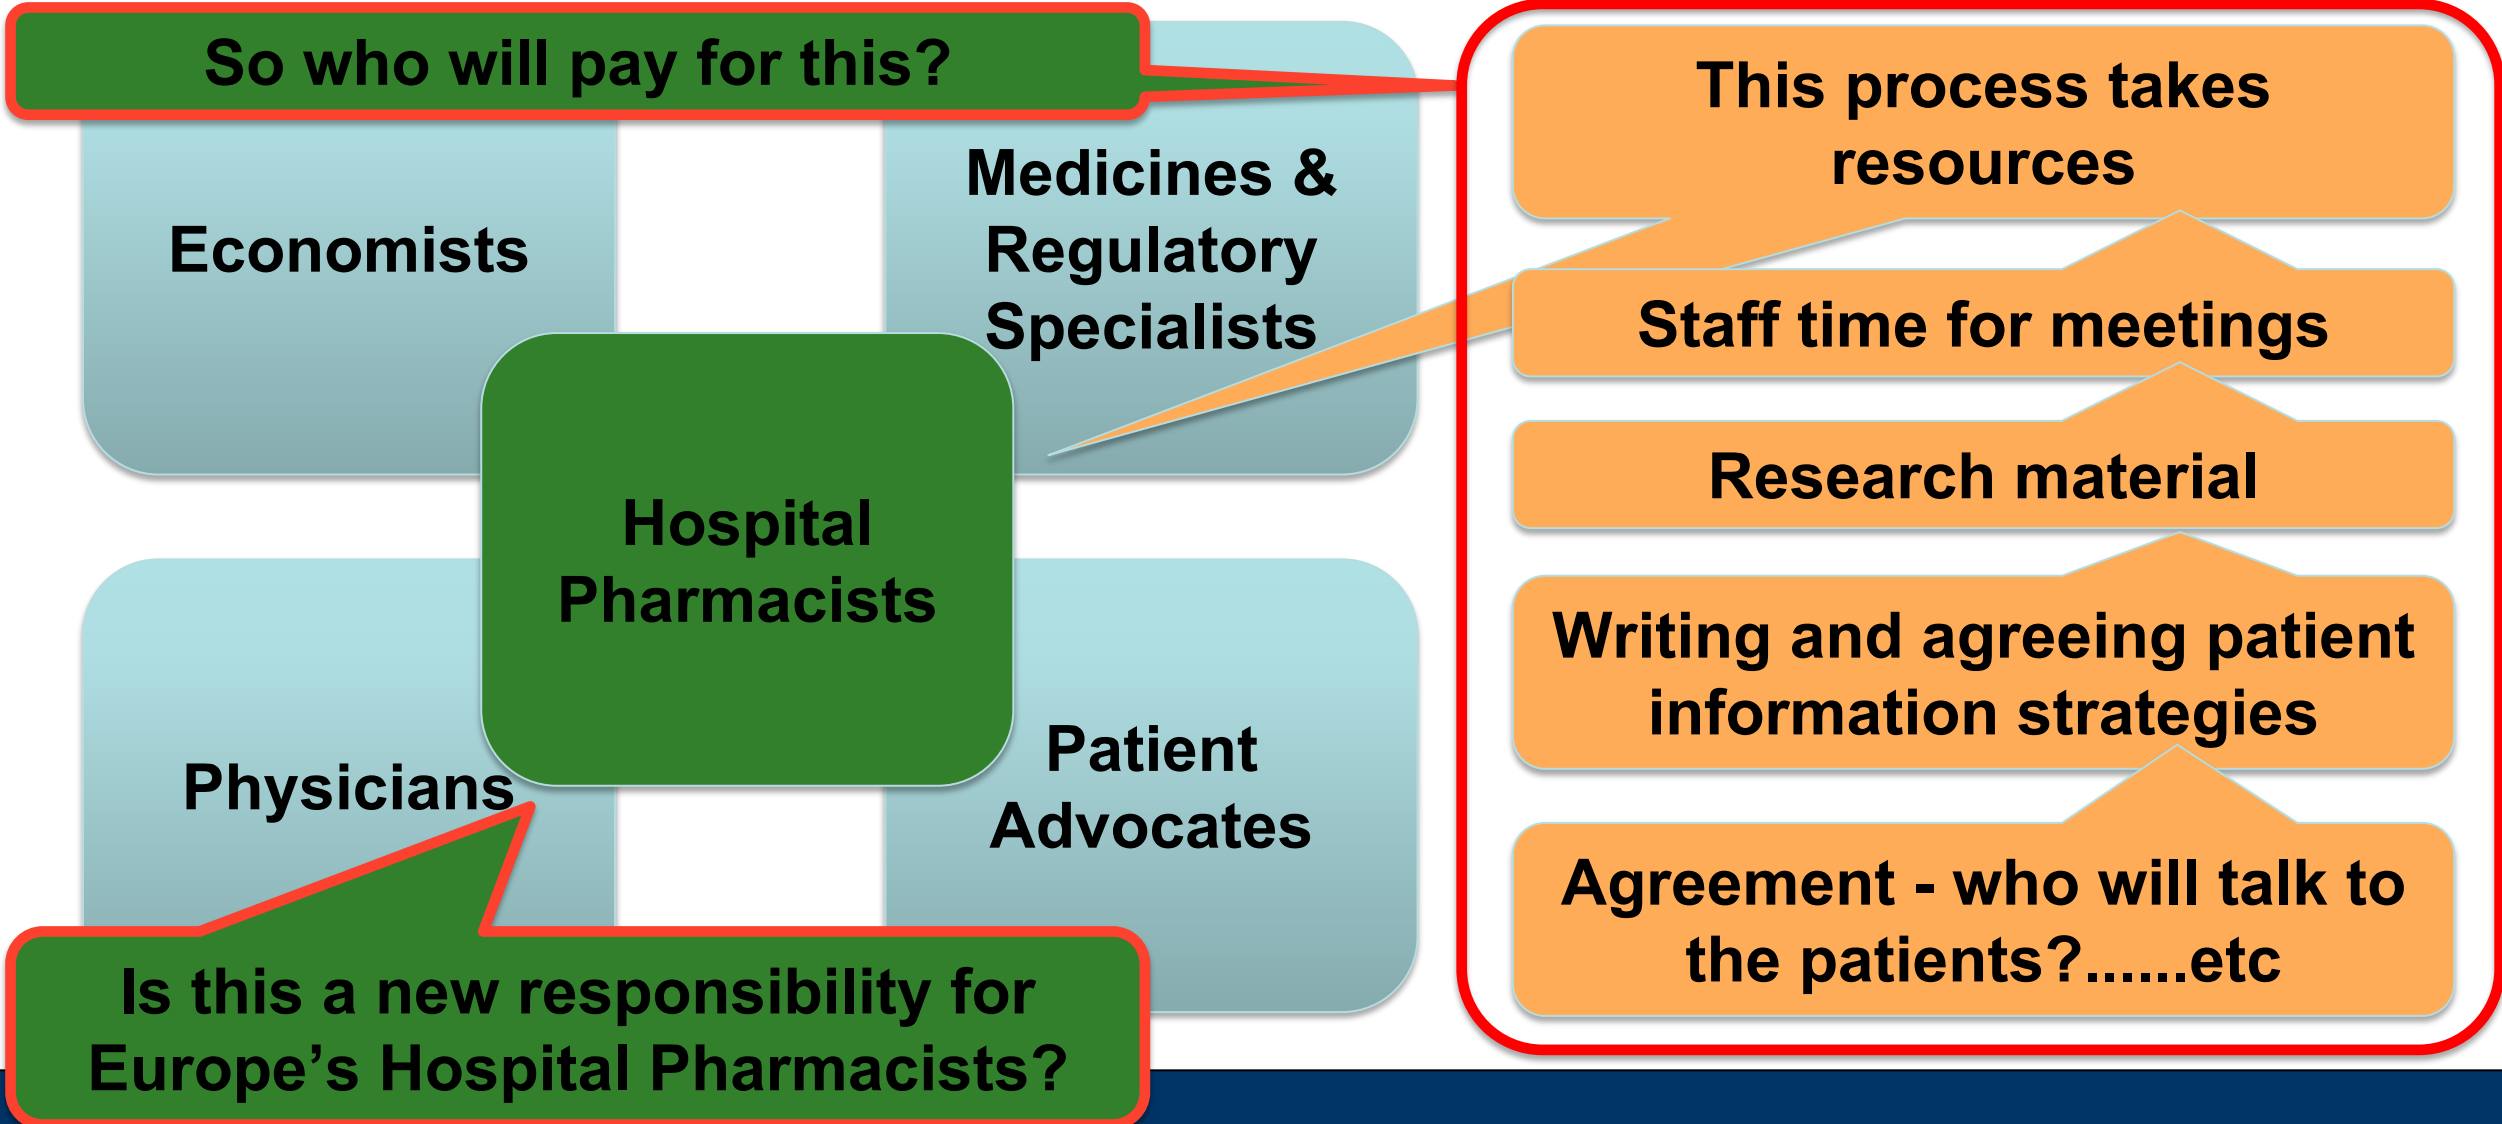 So who will pay for this?
Economists
Medicines &
Regulatory
Specialists
Hospital
Pharmacists
Physicians
Patient
Advocates
Is this a new responsibility for
Europe’s Hospital Pharmacists?
This process takes
resources
Staff time for meetings
Research material
Writing and agreeing patient
information strategies
Agreement - who will talk to
the patients?......etc